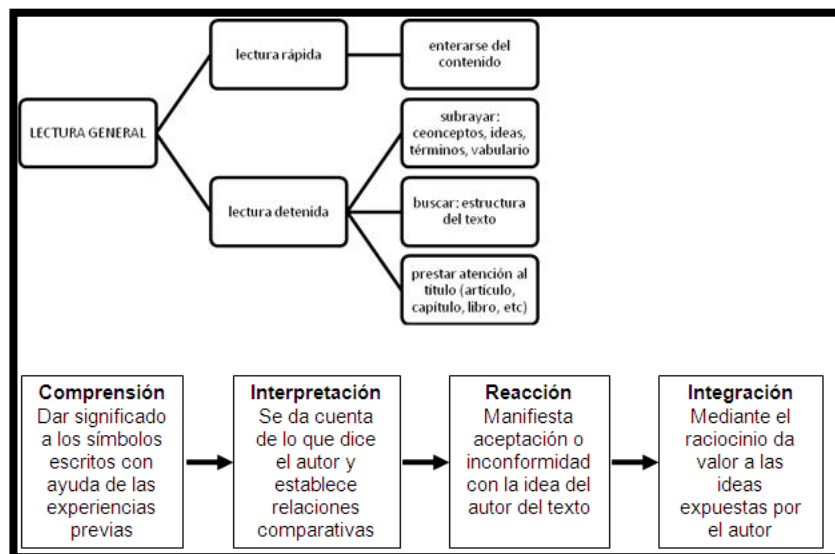 LECTURA GENERAL
lectura rápida
enterarse del
contenido
lectura detenida
subrayar:
ceonceptos, ideas,
términos, vabulario
buscar: estructura
del texto
prestar atención al
título (artículo,
capítulo, libro, etc)
Comprensión
Dar significado
a los símbolos
escritos con
ayuda de las
experiencias
previas
Interpretación
Se da cuenta
de lo que dice
el autor y
establece
relaciones
comparativas
Reacción
Manifiesta
aceptación o
inconformidad
con la idea del
autor del texto
Integración
Mediante el
raciocinio da
valor a las
ideas
expuestas por
el autor